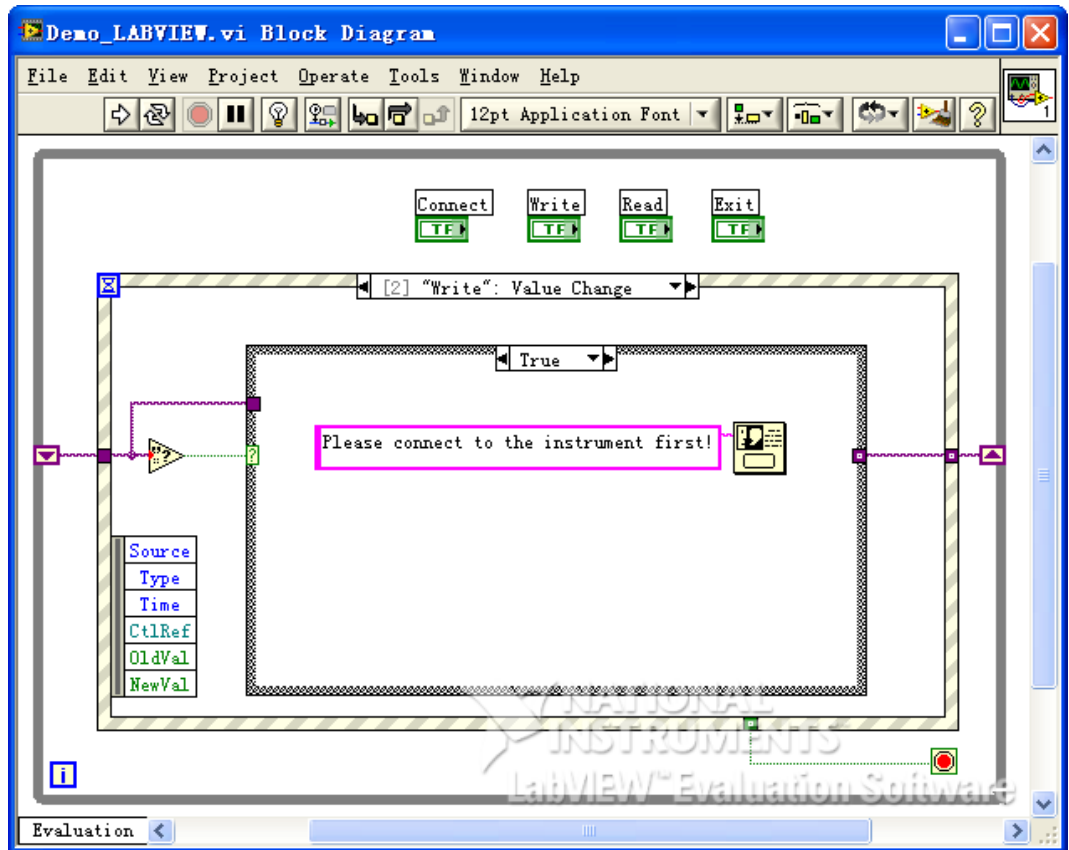 Demo_LABVIEW.vi Block Diagram
File Edit View Project Operate Tools Window Help
12pt Application Font
1
Connect Write Read Exit
TF TF TF TF
[2] "Write": Value Change
True
Please connect to the instrument first!
?
?
Source
Type
Time
CtlRef
OldVal
NewVal
NATIONAL
INSTRUMENTS
i
LabVIEW™ Evaluation Software
Evaluation